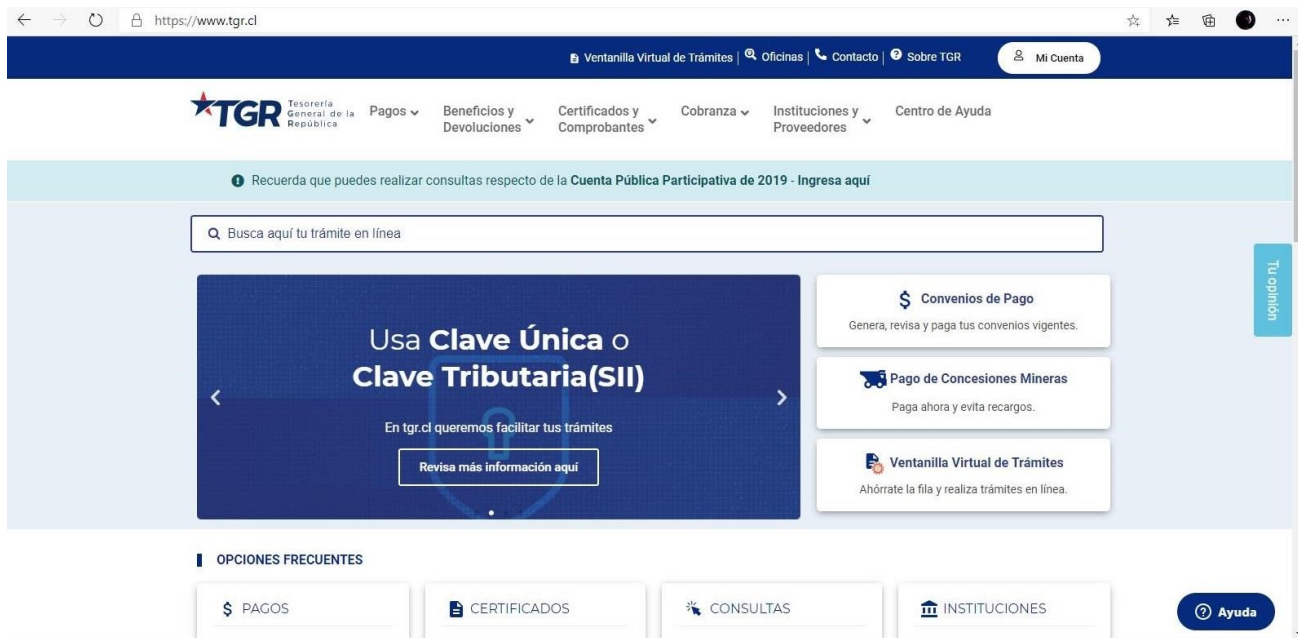 https://www.tgr.cl
Ventanilla Virtual de Trámites | Oficinas | Contacto | Sobre TGR
Mi Cuenta
TGR Tesorería General de la República
Pagos
Beneficios y Devoluciones
Certificados y Comprobantes
Cobranza
Instituciones y Proveedores
Centro de Ayuda
Recuerda que puedes realizar consultas respecto de la Cuenta Pública Participativa de 2019 - Ingresa aquí
Busca aquí tu trámite en línea
Usa Clave Única o
Clave Tributaria(SII)
En tgr.cl queremos facilitar tus trámites
Revisa más información aquí
$ Convenios de Pago
Genera, revisa y paga tus convenios vigentes.
Pago de Concesiones Mineras
Paga ahora y evita recargos.
Ventanilla Virtual de Trámites
Ahórrate la fila y realiza trámites en línea.
Tu opinión
OPCIONES FRECUENTES
$ PAGOS
CERTIFICADOS
CONSULTAS
INSTITUCIONES
Ayuda